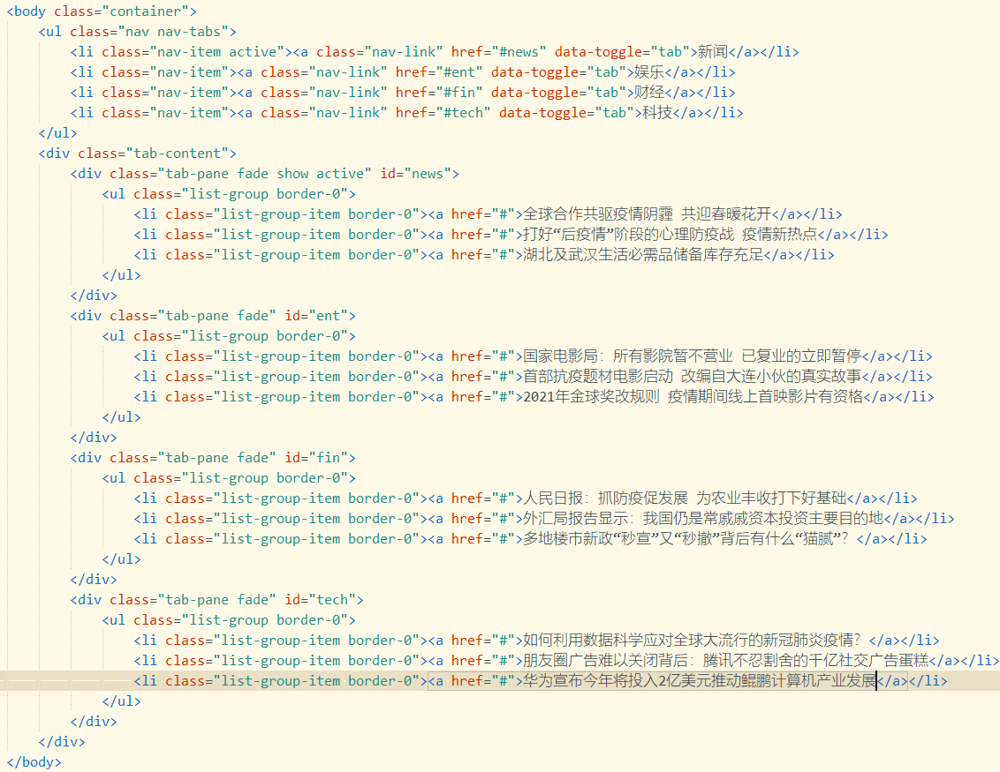 <body class="container">
<ul class="nav nav-tabs">
<li class="nav-item active"><a class="nav-link" href="#news" data-toggle="tab">新闻</a></li>
<li class="nav-item"><a class="nav-link" href="#ent" data-toggle="tab">娱乐</a></li>
<li class="nav-item"><a class="nav-link" href="#fin" data-toggle="tab">财经</a></li>
<li class="nav-item"><a class="nav-link" href="#tech" data-toggle="tab">科技</a></li>
</ul>
<div class="tab-content">
<div class="tab-pane fade show active" id="news">
<ul class="list-group border-0">
<li class="list-group-item border-0"><a href="#">全球合作共驱疫情阴霾 共迎春暖花开</a></li>
<li class="list-group-item border-0"><a href="#">打好“后疫情”阶段的心理防疫战 疫情新热点</a></li>
<li class="list-group-item border-0"><a href="#">湖北及武汉生活必需品储备库存充足</a></li>
</ul>
</div>
<div class="tab-pane fade" id="ent">
<ul class="list-group border-0">
<li class="list-group-item border-0"><a href="#">国家电影局：所有影院暂不营业 已复业的立即暂停</a></li>
<li class="list-group-item border-0"><a href="#">首部抗疫题材电影启动 改编自大连小伙的真实故事</a></li>
<li class="list-group-item border-0"><a href="#">2021年金球奖改规则 疫情期间线上首映影片有资格</a></li>
</ul>
</div>
<div class="tab-pane fade" id="fin">
<ul class="list-group border-0">
<li class="list-group-item border-0"><a href="#">人民日报：抓防疫促发展 为农业丰收打下好基础</a></li>
<li class="list-group-item border-0"><a href="#">外汇局报告显示：我国仍是常戚戚资本投资主要目的地</a></li>
<li class="list-group-item border-0"><a href="#">多地楼市新政“秒宣”又“秒撤”背后有什么“猫腻”？</a></li>
</ul>
</div>
<div class="tab-pane fade" id="tech">
<ul class="list-group border-0">
<li class="list-group-item border-0"><a href="#">如何利用数据科学应对全球大流行的新冠肺炎疫情？</a></li>
<li class="list-group-item border-0"><a href="#">朋友圈广告难以关闭背后：腾讯不忍割舍的千亿社交广告蛋糕</a></li>
<li class="list-group-item border-0"><a href="#">华为宣布今年将投入2亿美元推动鲲鹏计算机产业发展</a></li>
</ul>
</div>
</div>
</body>